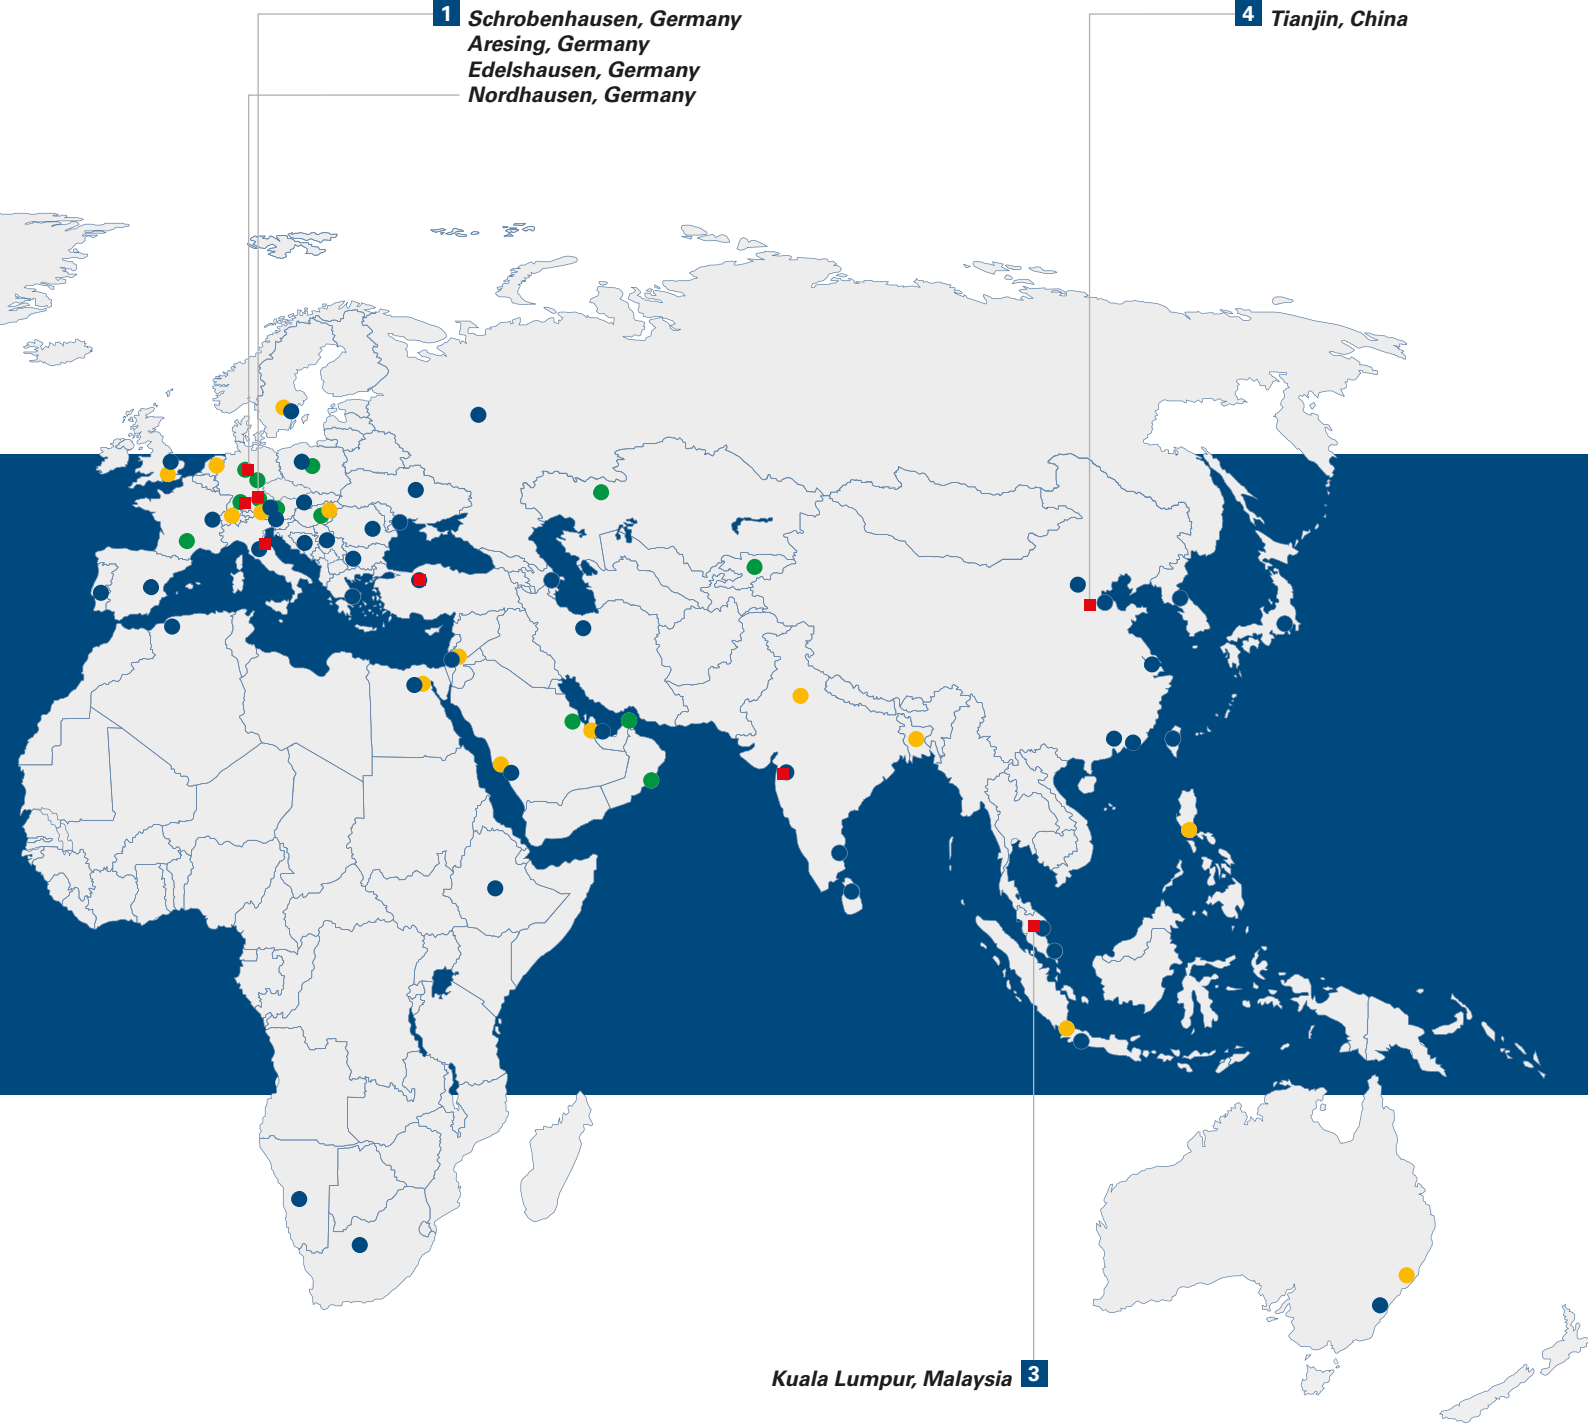 1 Schrobenhausen, Germany
Aresing, Germany
Edelshausen, Germany
Nordhausen, Germany
4 Tianjin, China
Kuala Lumpur, Malaysia 3